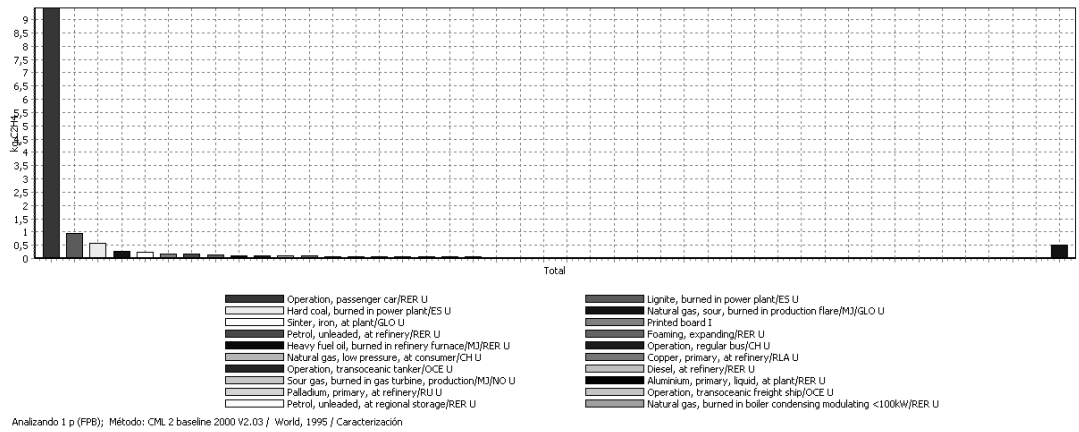 9
8,5
8
7,5
7
6,5
6
5,5
5
4,5
4
3,5
3
2,5
2
1,5
1
0,5
0
kg C2H4
Total
Operation, passenger car/RER U
Lignite, burned in power plant/ES U
Hard coal, burned in power plant/ES U
Natural gas, sour, burned in production flare/MJ/GLO U
Sinter, iron, at plant/GLO U
Printed board I
Petrol, unleaded, at refinery/RER U
Foaming, expanding/RER U
Heavy fuel oil, burned in refinery furnace/MJ/RER U
Operation, regular bus/CH U
Natural gas, low pressure, at consumer/CH U
Copper, primary, at refinery/RLA U
Operation, transoceanic tanker/OCE U
Diesel, at refinery/RER U
Sour gas, burned in gas turbine, production/MJ/NO U
Aluminium, primary, liquid, at plant/RER U
Palladium, primary, at refinery/RU U
Operation, transoceanic freight ship/OCE U
Petrol, unleaded, at regional storage/RER U
Natural gas, burned in boiler condensing modulating <100kW/RER U
Analizando 1 p (FPB); Método: CML 2 baseline 2000 V2.03 / World, 1995 / Caracterización